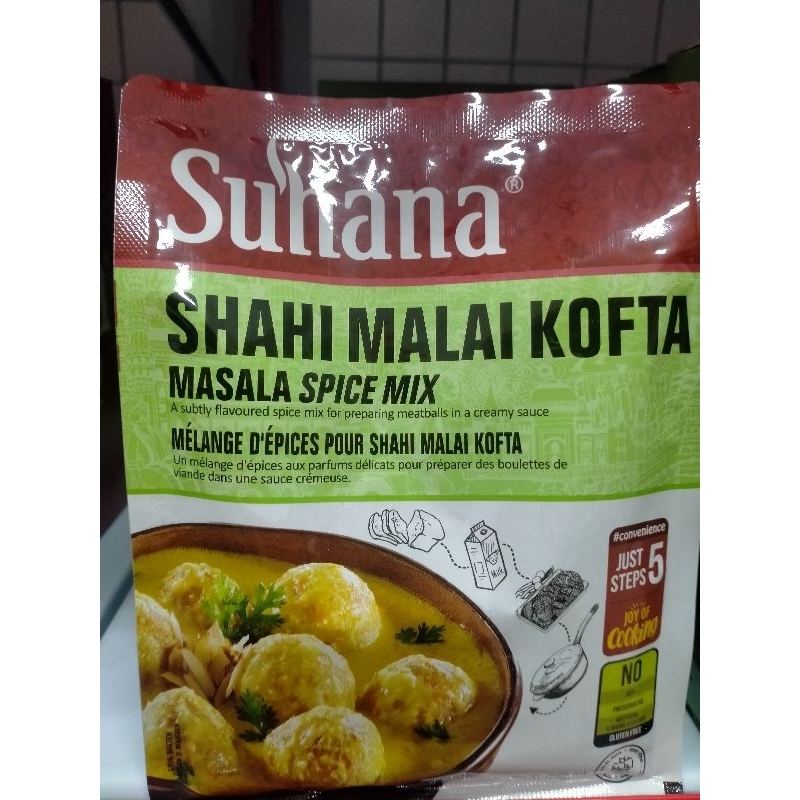 Suhana®
SHAHI MALAI KOFTA
MASALA SPICE MIX
A subtly flavoured spice mix for preparing meatballs in a creamy sauce
MÉLANGE D'ÉPICES POUR SHAHI MALAI KOFTA
Un mélange d'épices aux parfums délicats pour préparer des boulettes de
viande dans une sauce crémeuse.
Milk
#convenience
JUST
STEPS 5
JOY OF
Cooking
NO
GLUTEN FREE